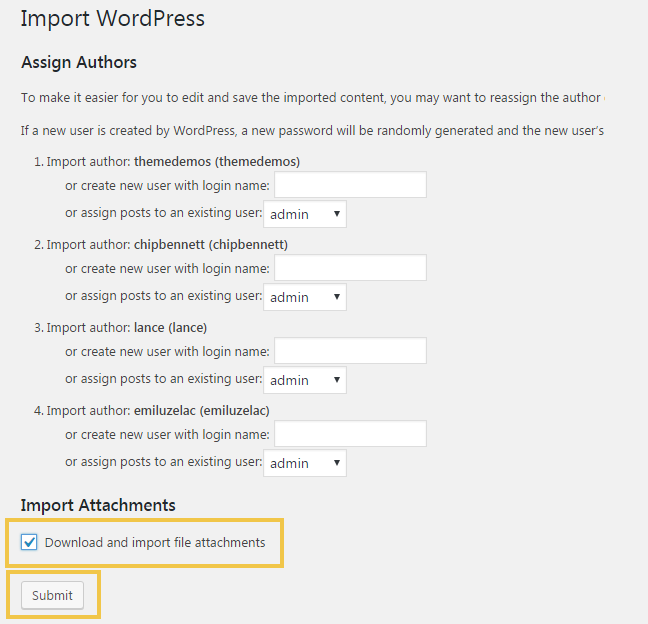 Import WordPress
Assign Authors
To make it easier for you to edit and save the imported content, you may want to reassign the author
If a new user is created by WordPress, a new password will be randomly generated and the new user's
1. Import author: themedemos (themedemos)
or create new user with login name:
or assign posts to an existing user: admin
2. Import author: chipbennett (chipbennett)
or create new user with login name:
or assign posts to an existing user: admin
3. Import author: lance (lance)
or create new user with login name:
or assign posts to an existing user: admin
4. Import author: emiluzelac (emiluzelac)
or create new user with login name:
or assign posts to an existing user: admin
Import Attachments
Download and import file attachments
Submit